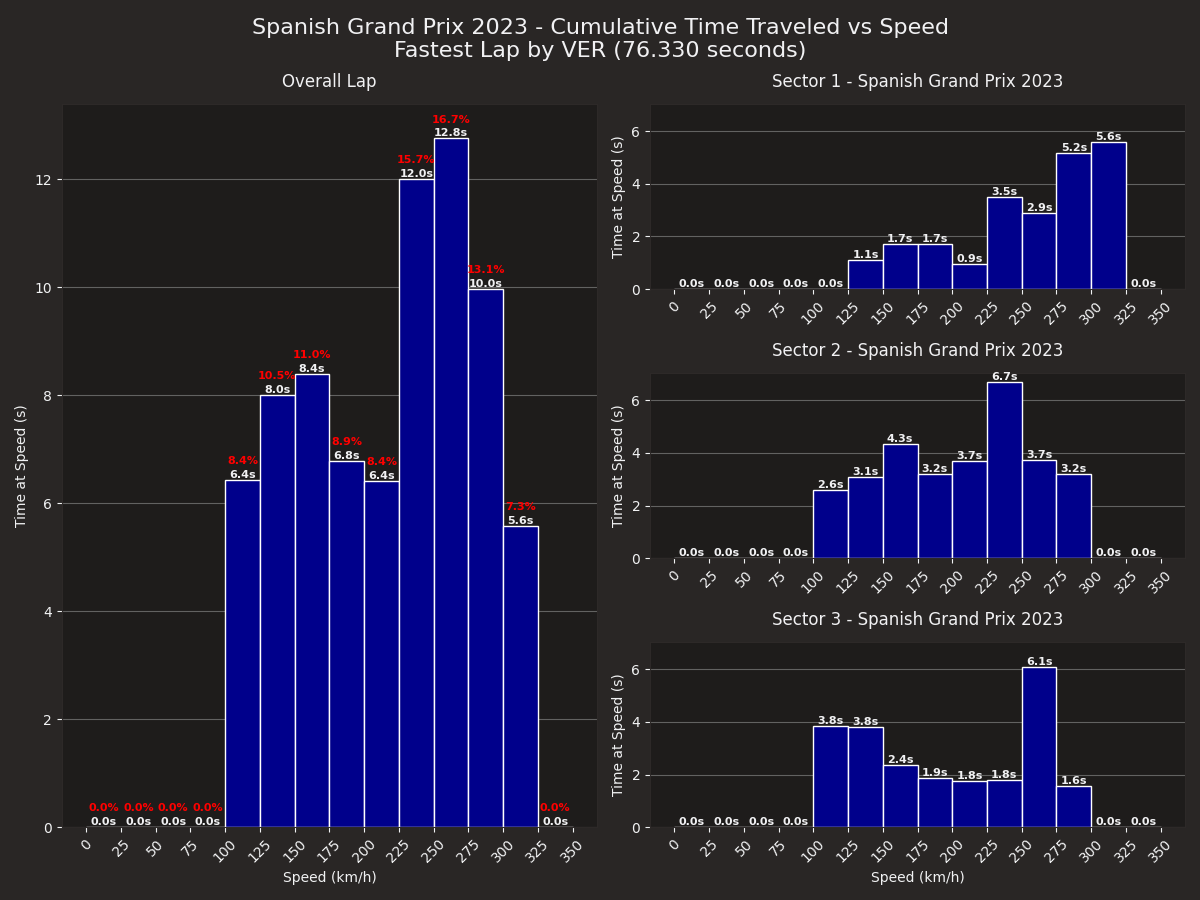 Spanish Grand Prix 2023 - Cumulative Time Traveled vs Speed
Fastest Lap by VER (76.330 seconds)
Overall Lap
Time at Speed (s)
12
10
8
6
4
2
0
0.0% 0.0% 0.0% 0.0% 8.4% 10.5% 11.0% 8.9% 8.4% 15.7% 16.7% 13.1% 7.3% 0.0%
0.0s 0.0s 0.0s 0.0s 6.4s 8.0s 8.4s 6.8s 6.4s 12.0s 12.8s 10.0s 5.6s 0.0s
0 25 50 75 100 125 150 175 200 225 250 275 300 325 350
Speed (km/h)
Sector 1 - Spanish Grand Prix 2023
Time at Speed (s)
6
4
2
0
0.0s 0.0s 0.0s 0.0s 0.0s 1.1s 1.7s 1.7s 0.9s 3.5s 2.9s 5.2s 5.6s 0.0s
0 25 50 75 100 125 150 175 200 225 250 275 300 325 350
Sector 2 - Spanish Grand Prix 2023
Time at Speed (s)
6
4
2
0
0.0s 0.0s 0.0s 0.0s 2.6s 3.1s 4.3s 3.2s 3.7s 6.7s 3.7s 3.2s 0.0s 0.0s
0 25 50 75 100 125 150 175 200 225 250 275 300 325 350
Sector 3 - Spanish Grand Prix 2023
Time at Speed (s)
6
4
2
0
0.0s 0.0s 0.0s 0.0s 3.8s 3.8s 2.4s 1.9s 1.8s 1.8s 6.1s 1.6s 0.0s 0.0s
0 25 50 75 100 125 150 175 200 225 250 275 300 325 350
Speed (km/h)